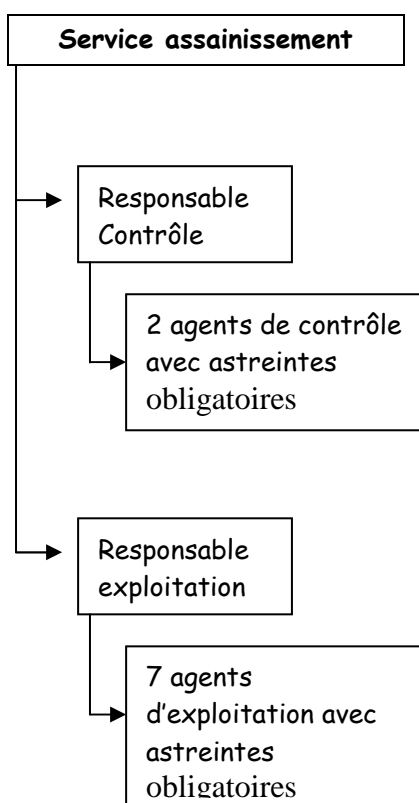 Service assainissement
Responsable
Contrôle
2 agents de contrôle
avec astreintes
obligatoires
Responsable
exploitation
7 agents
d'exploitation avec
astreintes
obligatoires